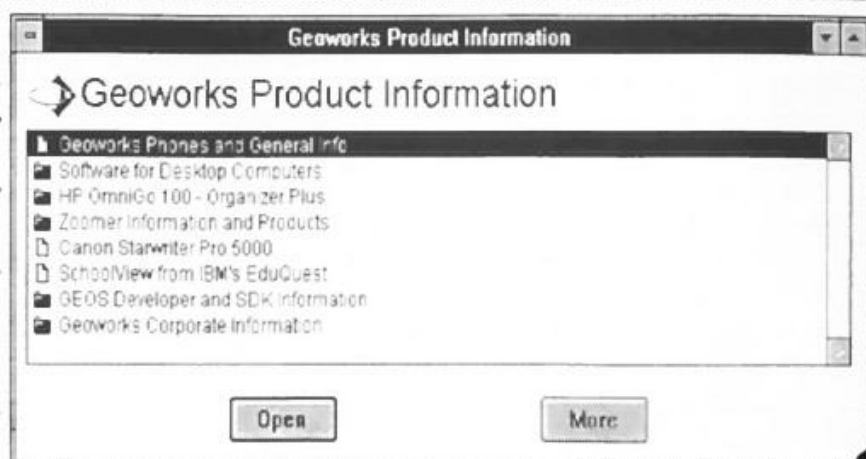 Geoworks Product Information
Geoworks Product Information
Geoworks Phones and General Info
Software for Desktop Computers
HP OmniGo 100 - Organizer Plus
Zoomer Information and Products
Canon Starwriter Pro 5000
SchoolView from IBM's EduQuest
GEOS Developer and SDK Information
Geoworks Corporate Information
Open
More